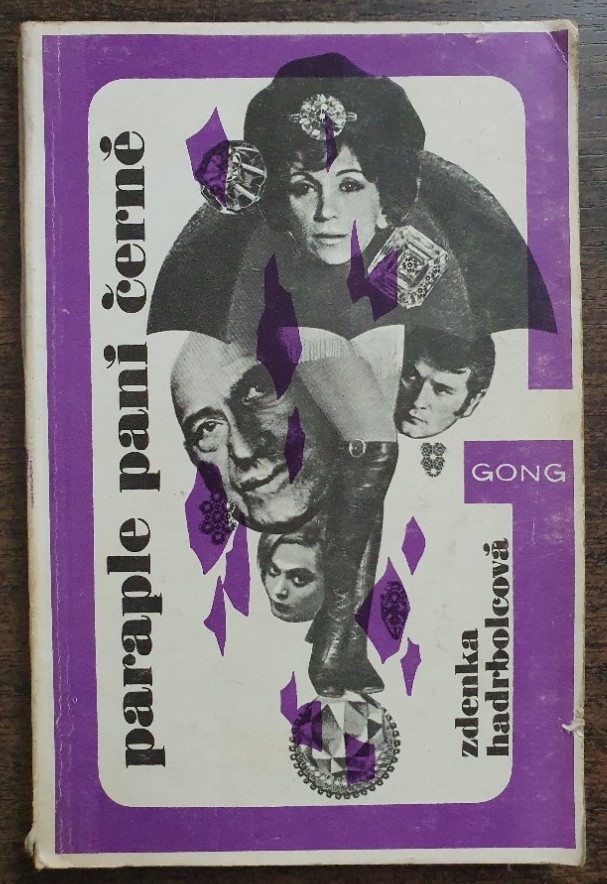 paraple paní černé
GONG
zdenka
hadrbolcová